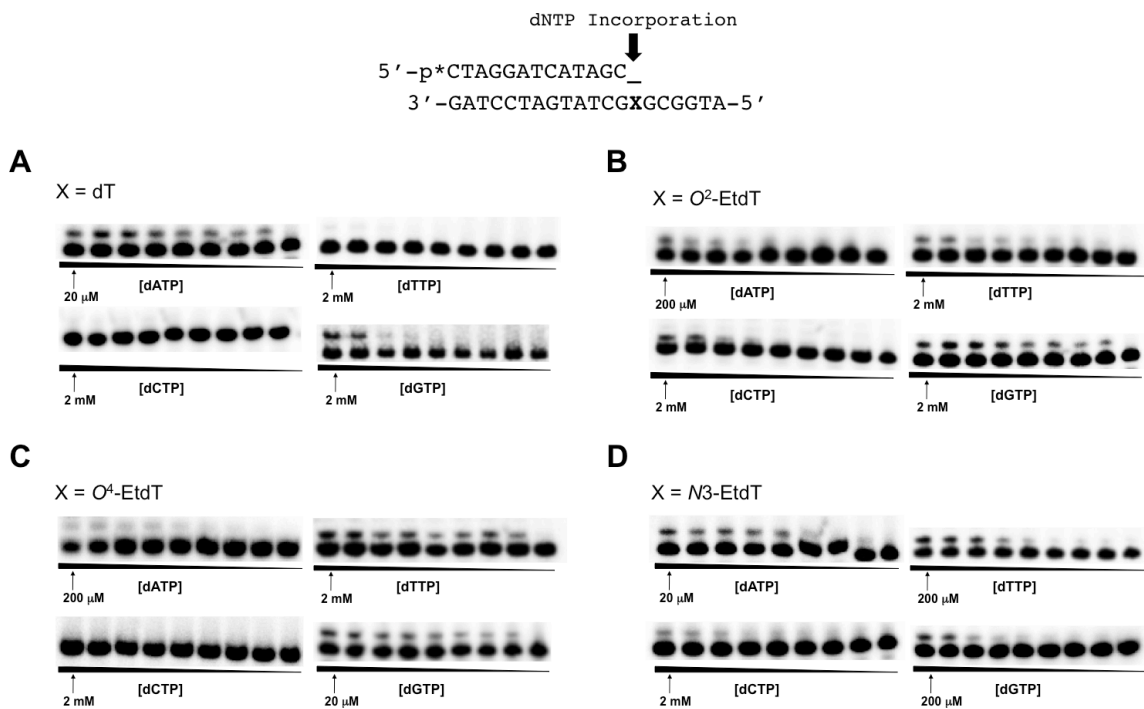 dNTP Incorporation
5'-p*CTAGGATCATAGC_
3'-GATCCTAGTATCGXGCGGTA-5'
A
X = dT
[dATP]
20 μM
[dTTP]
2 mM
[dCTP]
2 mM
[dGTP]
2 mM
B
X = O²-EtdT
[dATP]
200 μM
[dTTP]
2 mM
[dCTP]
2 mM
[dGTP]
2 mM
C
X = O⁴-EtdT
[dATP]
200 μM
[dTTP]
2 mM
[dCTP]
2 mM
[dGTP]
20 μM
D
X = N3-EtdT
[dATP]
20 μM
[dTTP]
200 μM
[dCTP]
2 mM
[dGTP]
200 μM